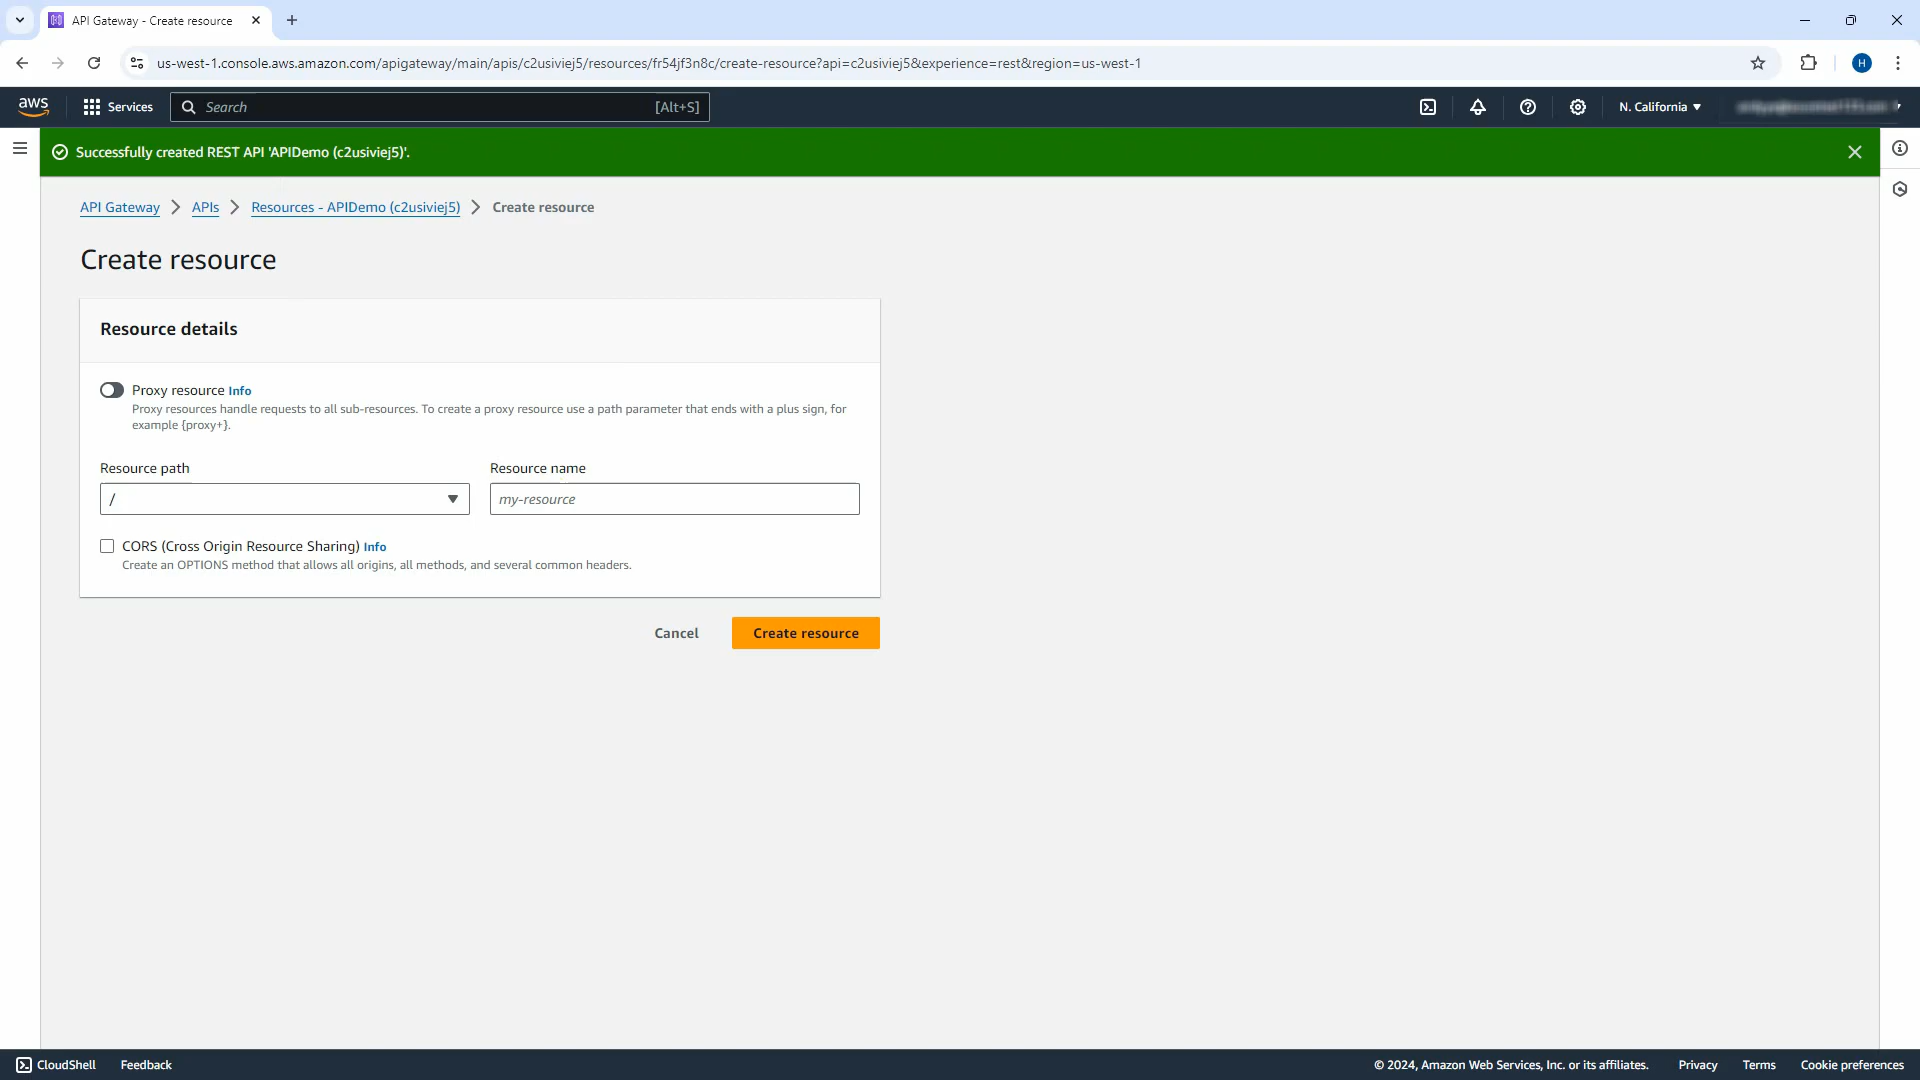 API Gateway - Create resource
us-west-1.console.aws.amazon.com/apigateway/main/apis/c2usiviej5/resources/fr54jf3n8c/create-resource?api=c2usiviej5&experience=rest&region=us-west-1
H
aws
Services
Search
[Alt+S]
N. California
Successfully created REST API 'APIDemo (c2usiviej5)'.
API Gateway
APIs
Resources - APIDemo (c2usiviej5)
Create resource
Create resource
Resource details
Proxy resource Info
Proxy resources handle requests to all sub-resources. To create a proxy resource use a path parameter that ends with a plus sign, for
example {proxy+}.
Resource path
Resource name
/
my-resource
CORS (Cross Origin Resource Sharing) Info
Create an OPTIONS method that allows all origins, all methods, and several common headers.
Cancel
Create resource
CloudShell
Feedback
© 2024, Amazon Web Services, Inc. or its affiliates.
Privacy
Terms
Cookie preferences